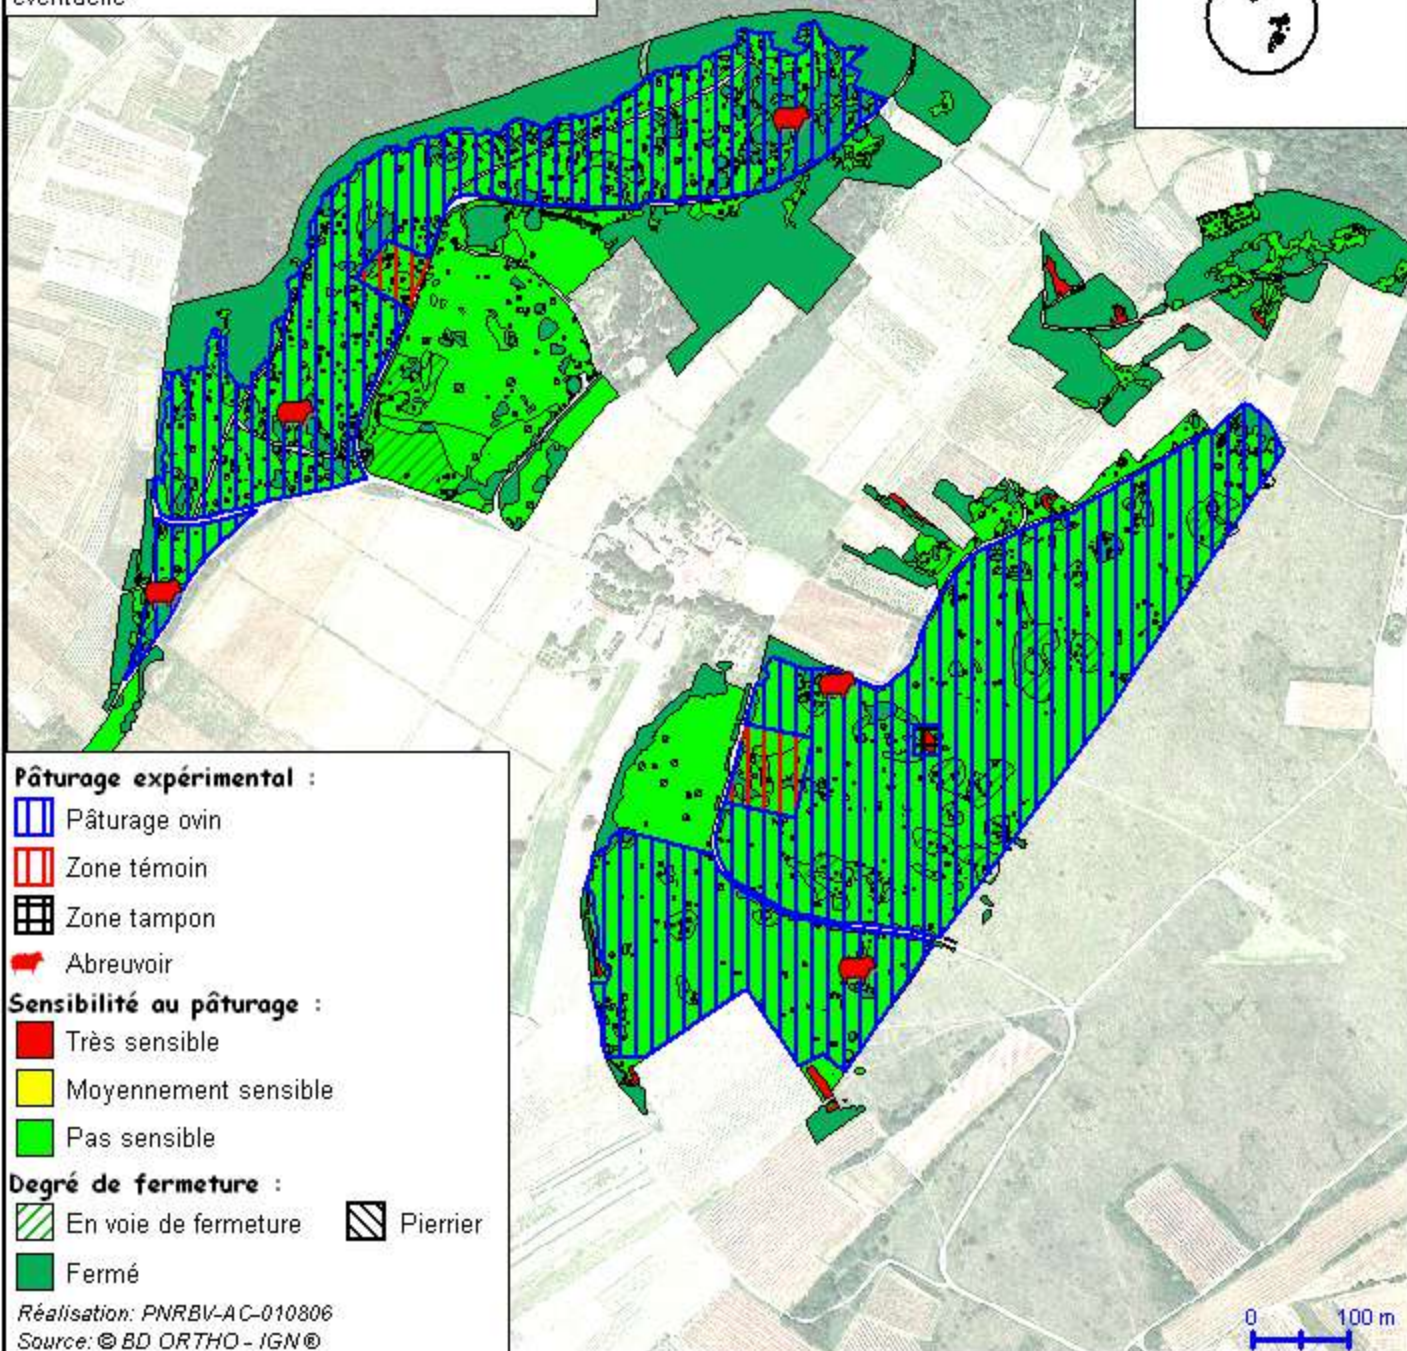 éventuelle
Pâturage expérimental :
Pâturage ovin
Zone témoin
Zone tampon
Abreuvoir
Sensibilité au pâturage :
Très sensible
Moyennement sensible
Pas sensible
Degré de fermeture :
En voie de fermeture Pierrier
Fermé
Réalisation: PNRBV-AC-010806
Source: © BD ORTHO - IGN®
0 100 m